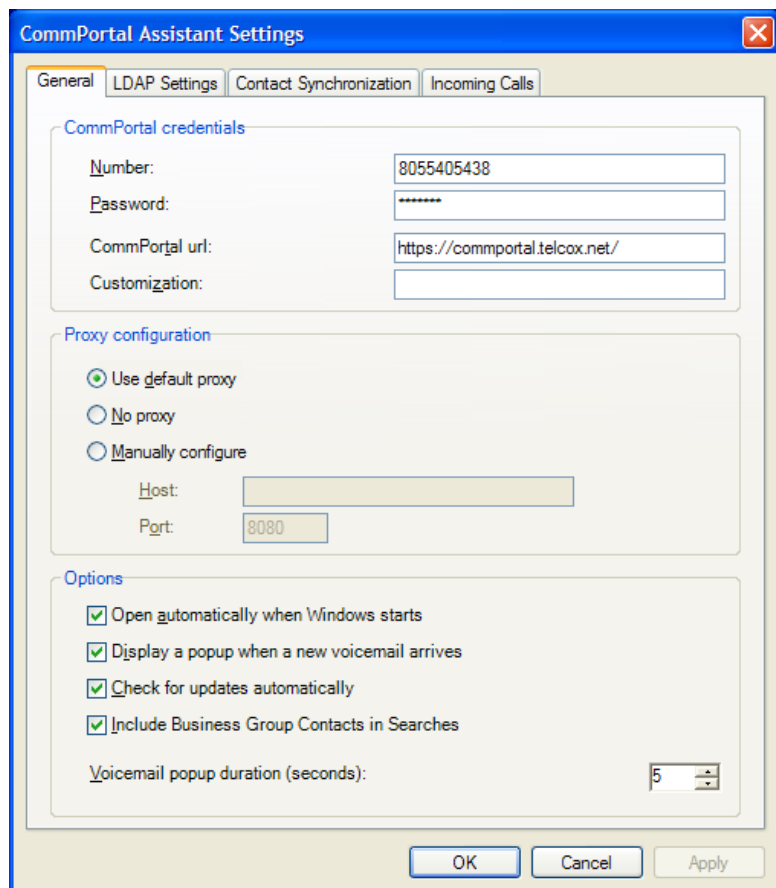 CommPortal Assistant Settings
General LDAP Settings Contact Synchronization Incoming Calls
CommPortal credentials
Number: 8055405438
Password: *******
CommPortal url: https://commportal.telcox.net/
Customization:
Proxy configuration
Use default proxy
No proxy
Manually configure
Host:
Port: 8080
Options
Open automatically when Windows starts
Display a popup when a new voicemail arrives
Check for updates automatically
Include Business Group Contacts in Searches
Voicemail popup duration (seconds): 5
OK Cancel Apply